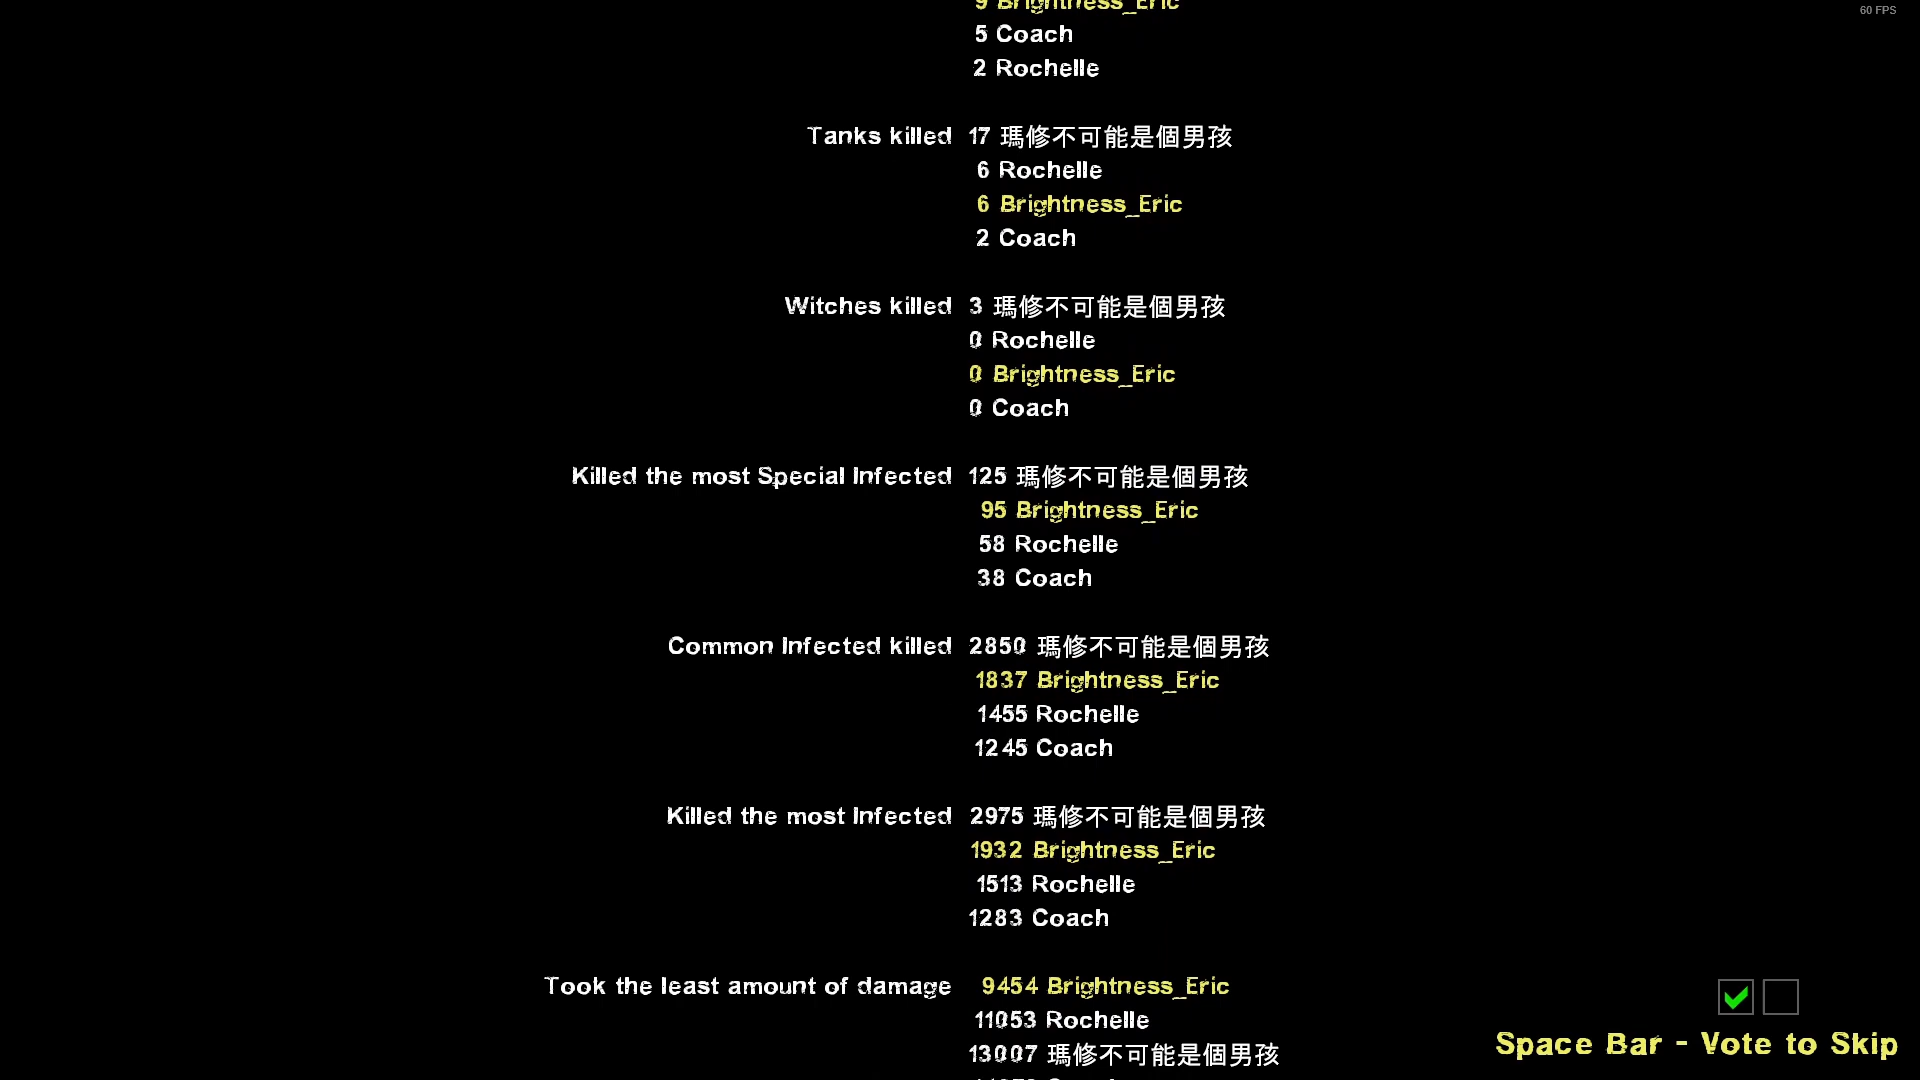 9 Brightness_Eric
60 FPS
5 Coach
2 Rochelle
Tanks killed 17 瑪修不可能是個男孩
6 Rochelle
6 Brightness_Eric
2 Coach
Witches killed 3 瑪修不可能是個男孩
0 Rochelle
0 Brightness_Eric
0 Coach
Killed the most Special Infected 125 瑪修不可能是個男孩
95 Brightness_Eric
58 Rochelle
38 Coach
Common Infected killed 2850 瑪修不可能是個男孩
1837 Brightness_Eric
1455 Rochelle
1245 Coach
Killed the most Infected 2975 瑪修不可能是個男孩
1932 Brightness_Eric
1513 Rochelle
1283 Coach
Took the least amount of damage 9454 Brightness_Eric
11053 Rochelle
13007 瑪修不可能是個男孩
Space Bar - Vote to Skip